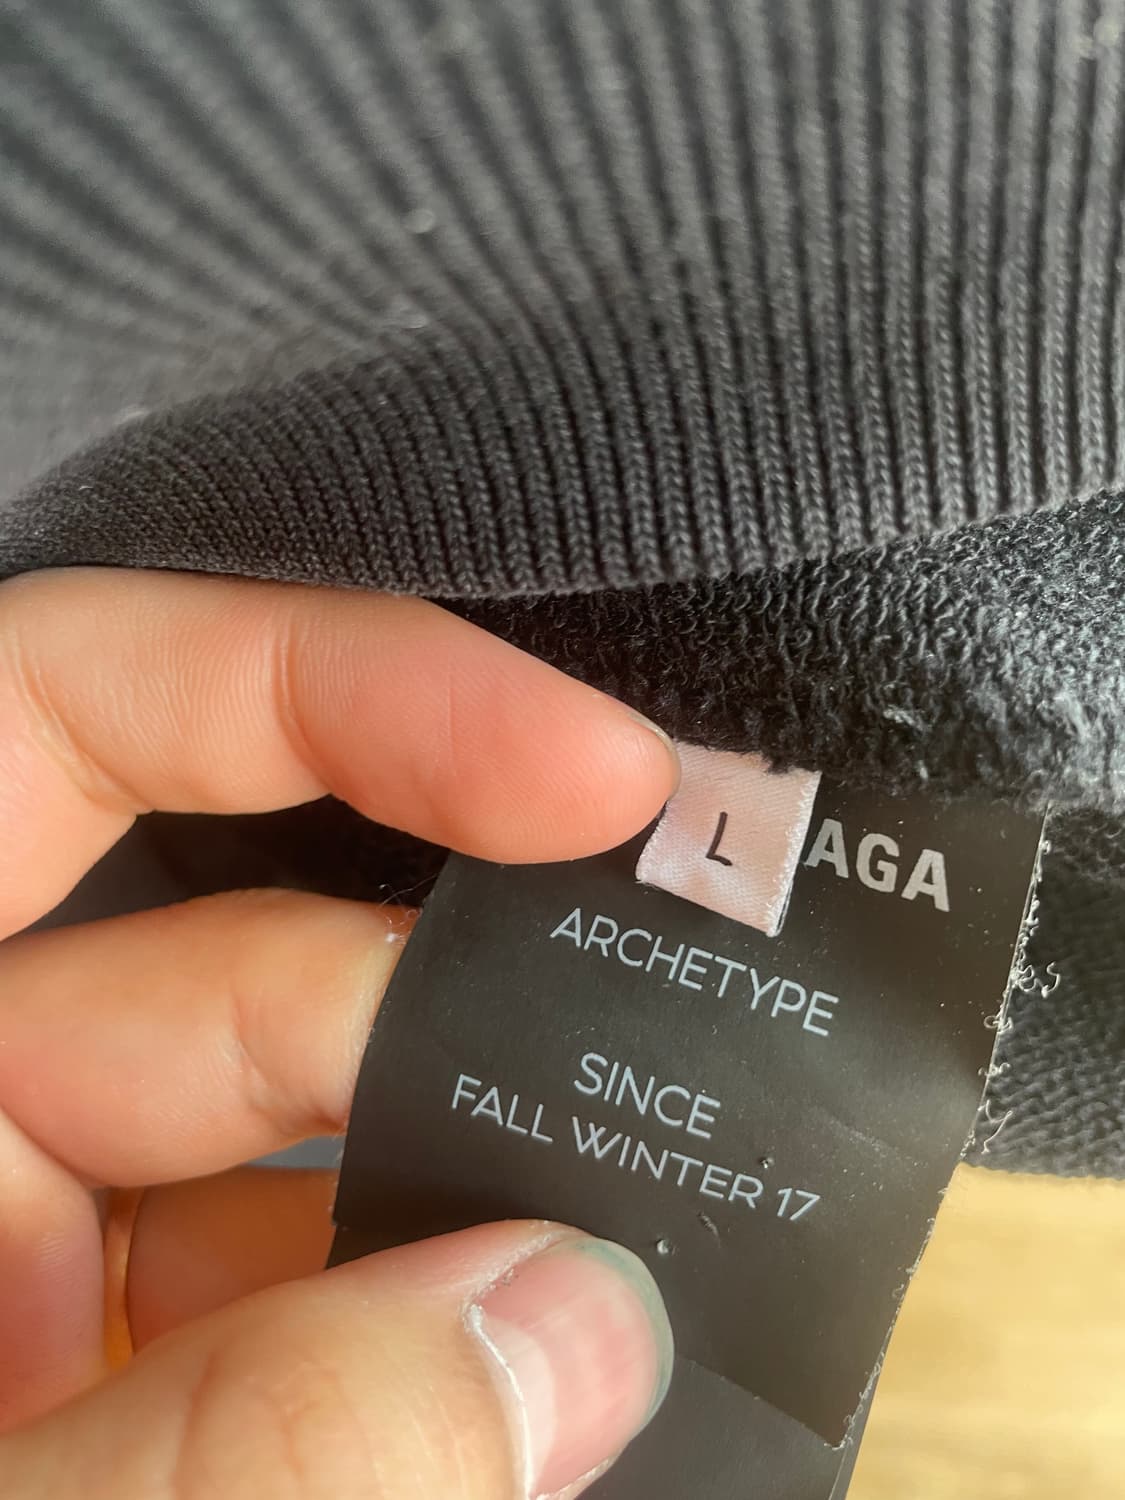 L
AGA
ARCHETYPE
SINCE
FALL WINTER 17